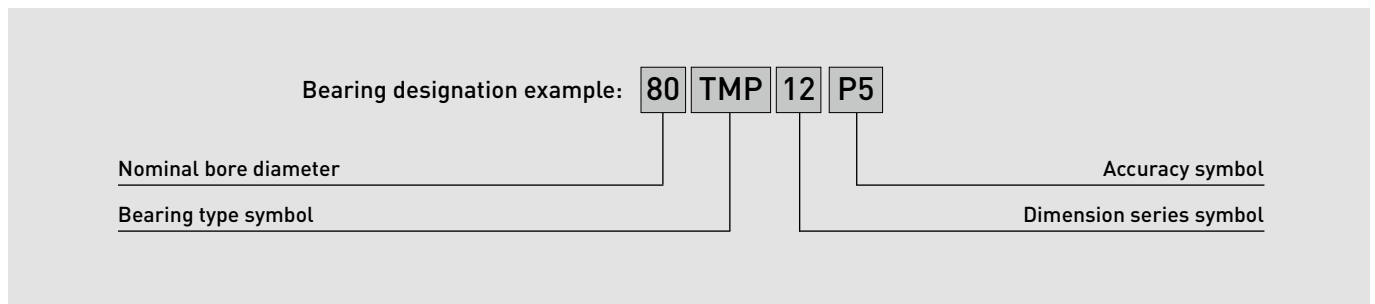 Bearing designation example: 80 TMP 12 P5
Nominal bore diameter Accuracy symbol
Bearing type symbol Dimension series symbol